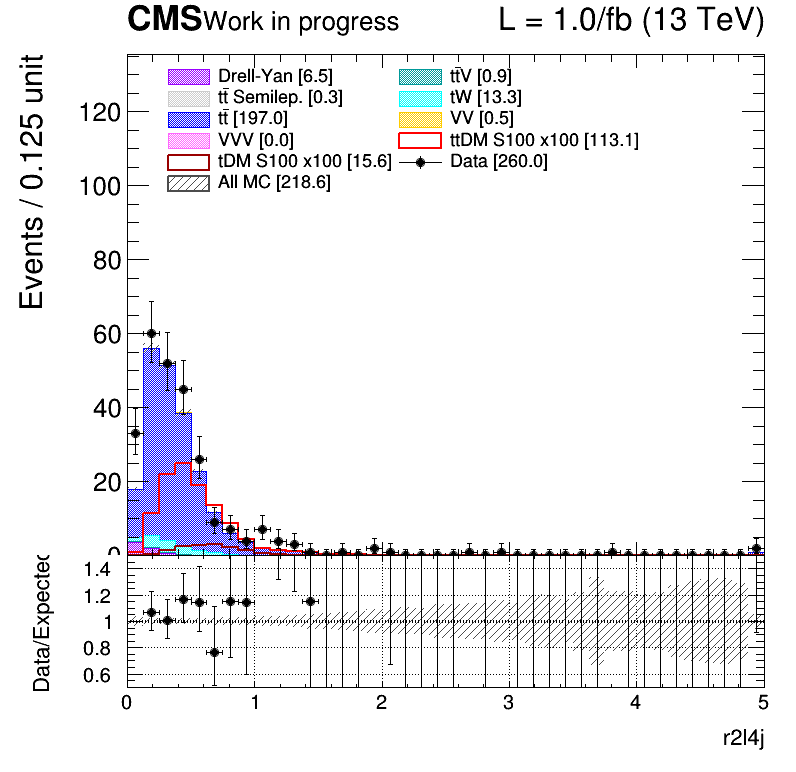 CMS Work in progress L = 1.0/fb (13 TeV)
Events / 0.125 unit
Drell-Yan [6.5] tt̄V [0.9]
tt̄ Semilep. [0.3] tW [13.3]
tt̄ [197.0] VV [0.5]
VVV [0.0] ttDM S100 x100 [113.1]
tDM S100 x100 [15.6] Data [260.0]
All MC [218.6]
120
100
80
60
40
20
0
Data/Expected
1.4
1.2
1
0.8
0.6
0 1 2 3 4 5
r2l4j